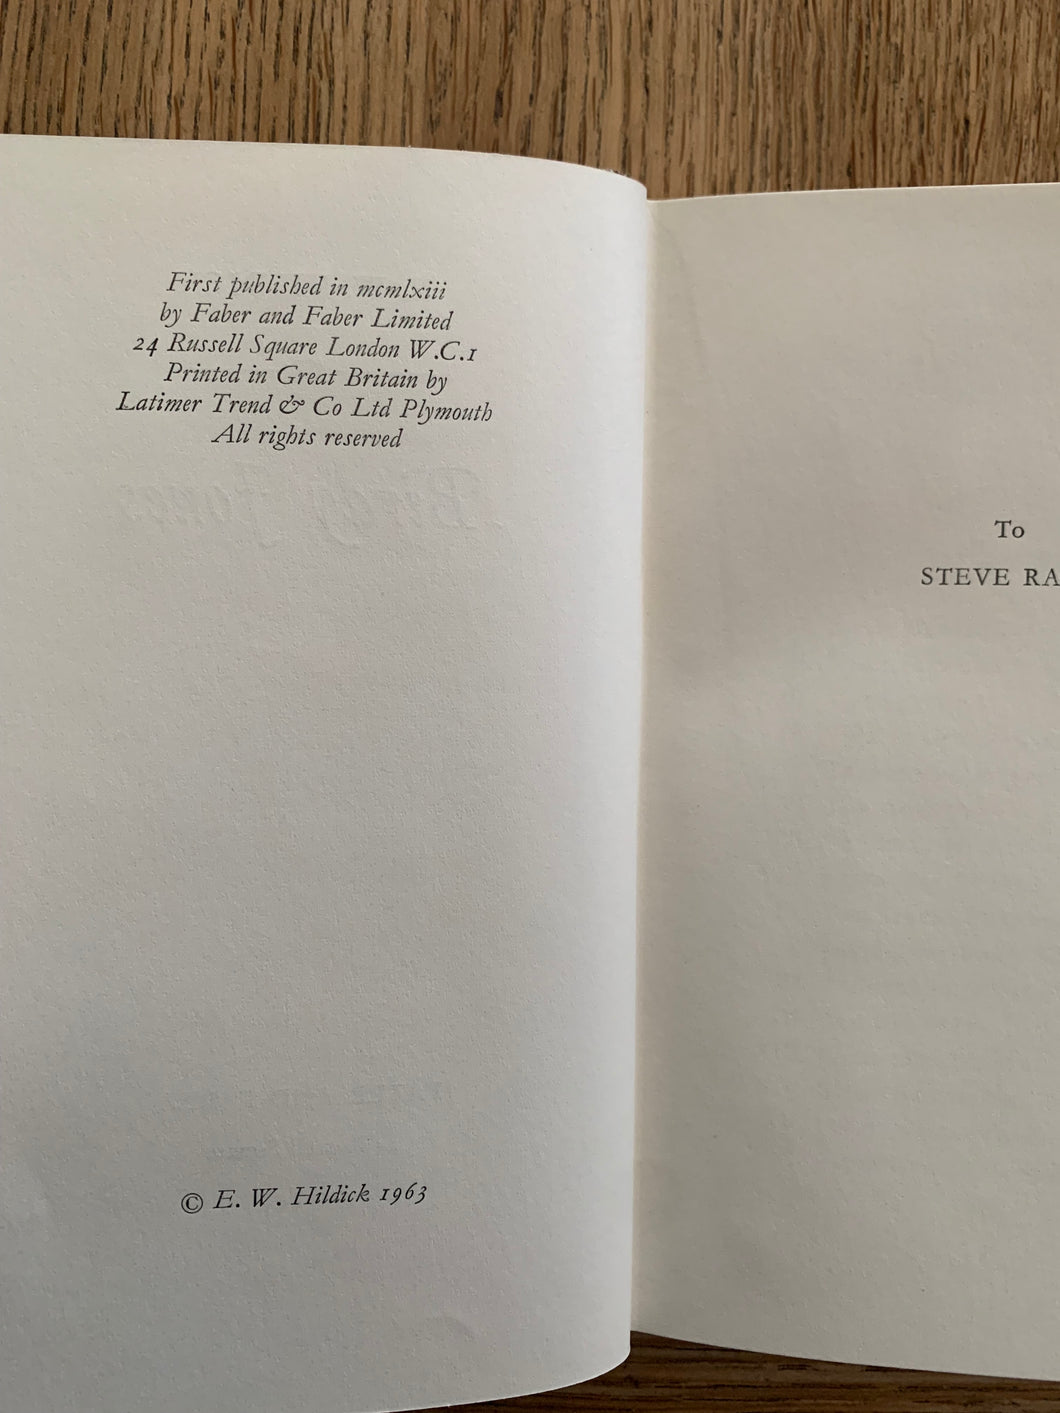 First published in mcmlxiii
by Faber and Faber Limited
24 Russell Square London W.C.1
Printed in Great Britain by
Latimer Trend & Co Ltd Plymouth
All rights reserved
© E. W. Hildick 1963
To
STEVE RA